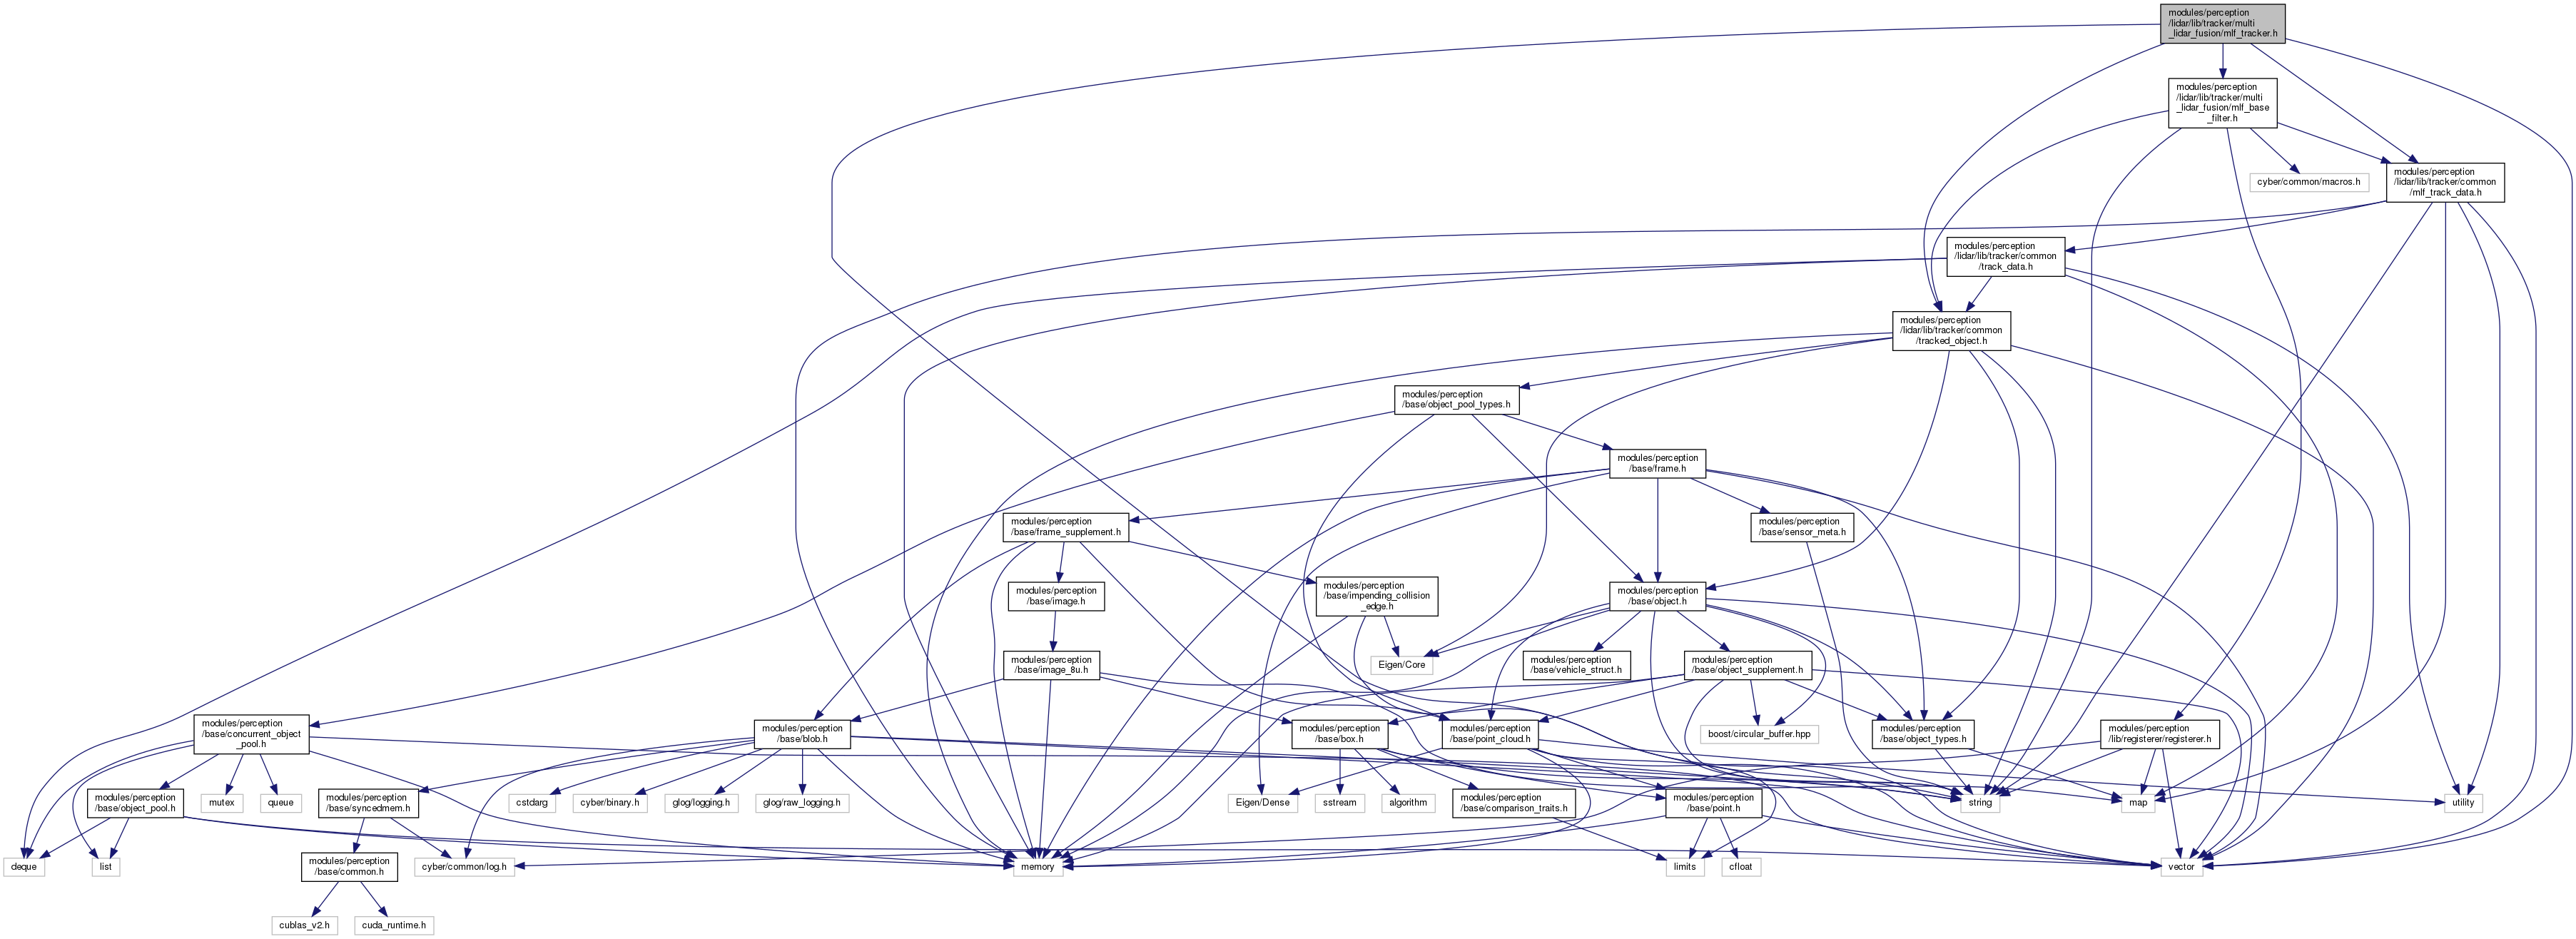 modules/perception
/lidar/lib/tracker/multi
_lidar_fusion/mlf_tracker.h
modules/perception
/lidar/lib/tracker/multi
_lidar_fusion/mlf_base
_filter.h
cyber/common/macros.h
modules/perception
/lidar/lib/tracker/common
/mlf_track_data.h
modules/perception
/lidar/lib/tracker/common
/track_data.h
modules/perception
/lidar/lib/tracker/common
/tracked_object.h
modules/perception
/base/object_pool_types.h
modules/perception
/base/frame.h
modules/perception
/base/frame_supplement.h
modules/perception
/base/sensor_meta.h
modules/perception
/base/image.h
modules/perception
/base/impending_collision
_edge.h
modules/perception
/base/object.h
modules/perception
/base/image_8u.h
Eigen/Core
modules/perception
/base/vehicle_struct.h
modules/perception
/base/object_supplement.h
modules/perception
/base/concurrent_object
_pool.h
modules/perception
/base/blob.h
modules/perception
/base/box.h
modules/perception
/base/point_cloud.h
boost/circular_buffer.hpp
modules/perception
/base/object_types.h
modules/perception
/lib/registerer/registerer.h
modules/perception
/base/object_pool.h
mutex
queue
modules/perception
/base/syncedmem.h
cstdarg
cyber/binary.h
glog/logging.h
glog/raw_logging.h
Eigen/Dense
sstream
algorithm
modules/perception
/base/comparison_traits.h
modules/perception
/base/point.h
string
map
utility
deque
list
modules/perception
/base/common.h
cyber/common/log.h
memory
limits
cfloat
vector
cublas_v2.h
cuda_runtime.h